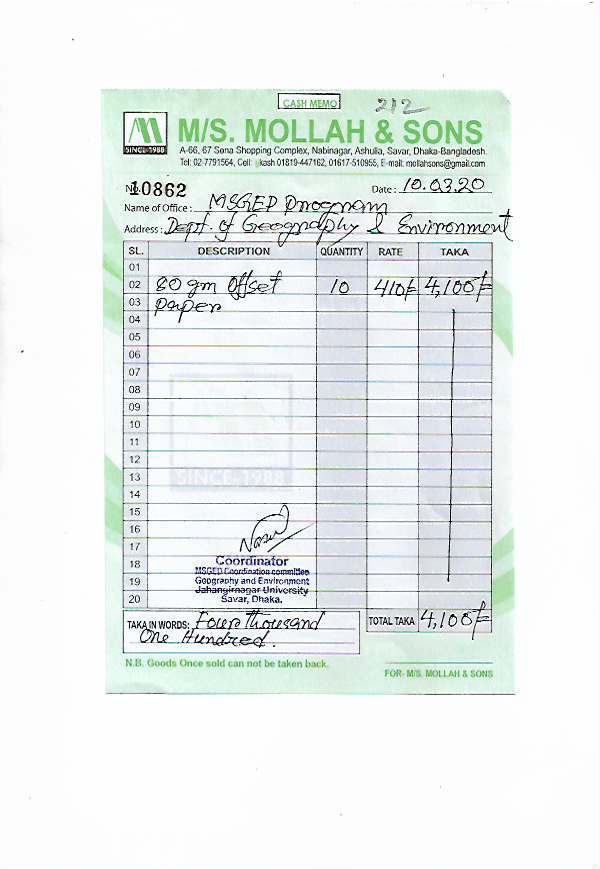 CASH MEMO 212
M/S. MOLLAH & SONS
SINCE-1988
A-66, 67 Sena Shopping Complex, Nabinagar, Ashulia, Savar, Dhaka-Bangladesh.
Tel: 02-7791564, Cell: kash 01819-447162, 01617-510955, E-mail: mollahsons@gmail.com
No. 10862 Date: 10.03.20
Name of Office: MSGED Program
Address: Dept. of Geography & Environment
SL. DESCRIPTION QUANTITY RATE TAKA
01
02 80 gm Offset 10 410/= 4,100/=
03 paper
04
05
06
07
08
09
10
11
12
13
14
15
16
17
18
19
20
SINCE-1988
Nasir
Coordinator
MSGED Coordination committee
Geography and Environment
Jahangirnagar University
Savar, Dhaka.
TAKA IN WORDS: Four thousand
One Hundred.
TOTAL TAKA 4,100/=
N.B. Goods Once sold can not be taken back.
FOR- M/S. MOLLAH & SONS